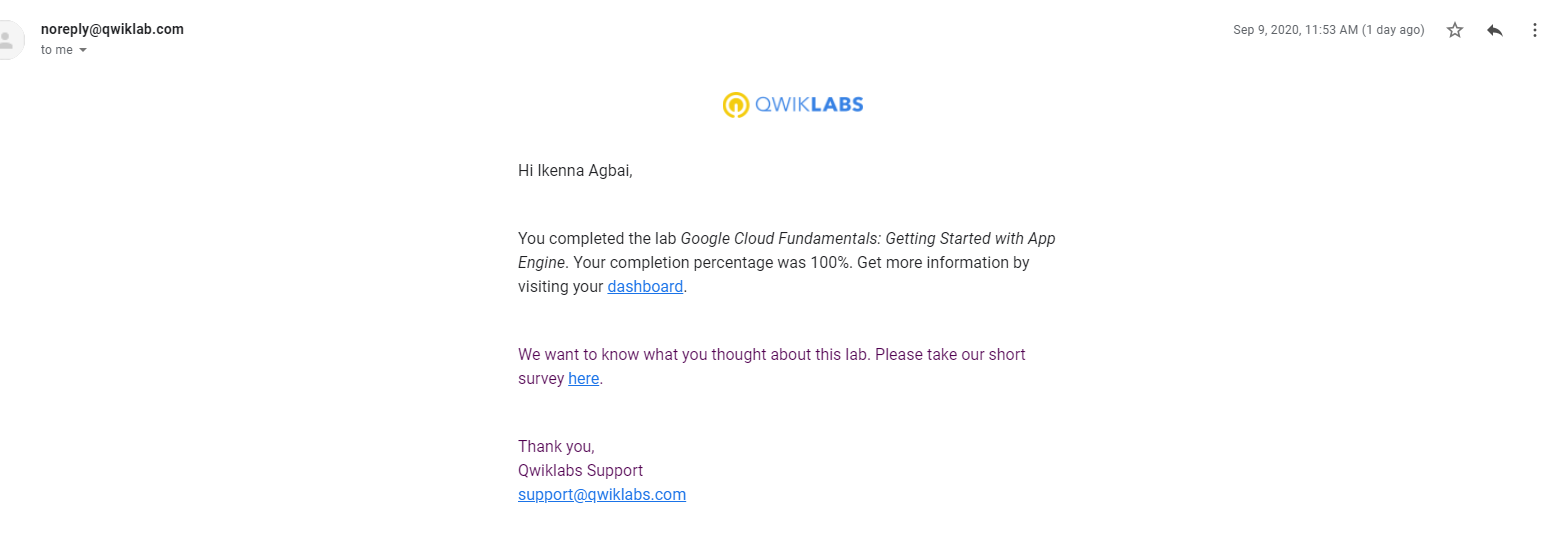 noreply@qwiklab.com
Sep 9, 2020, 11:53 AM (1 day ago)
to me
QWIKLABS
Hi Ikenna Agbai,
You completed the lab Google Cloud Fundamentals: Getting Started with App
Engine. Your completion percentage was 100%. Get more information by
visiting your dashboard.
We want to know what you thought about this lab. Please take our short
survey here.
Thank you,
Qwiklabs Support
support@qwiklabs.com